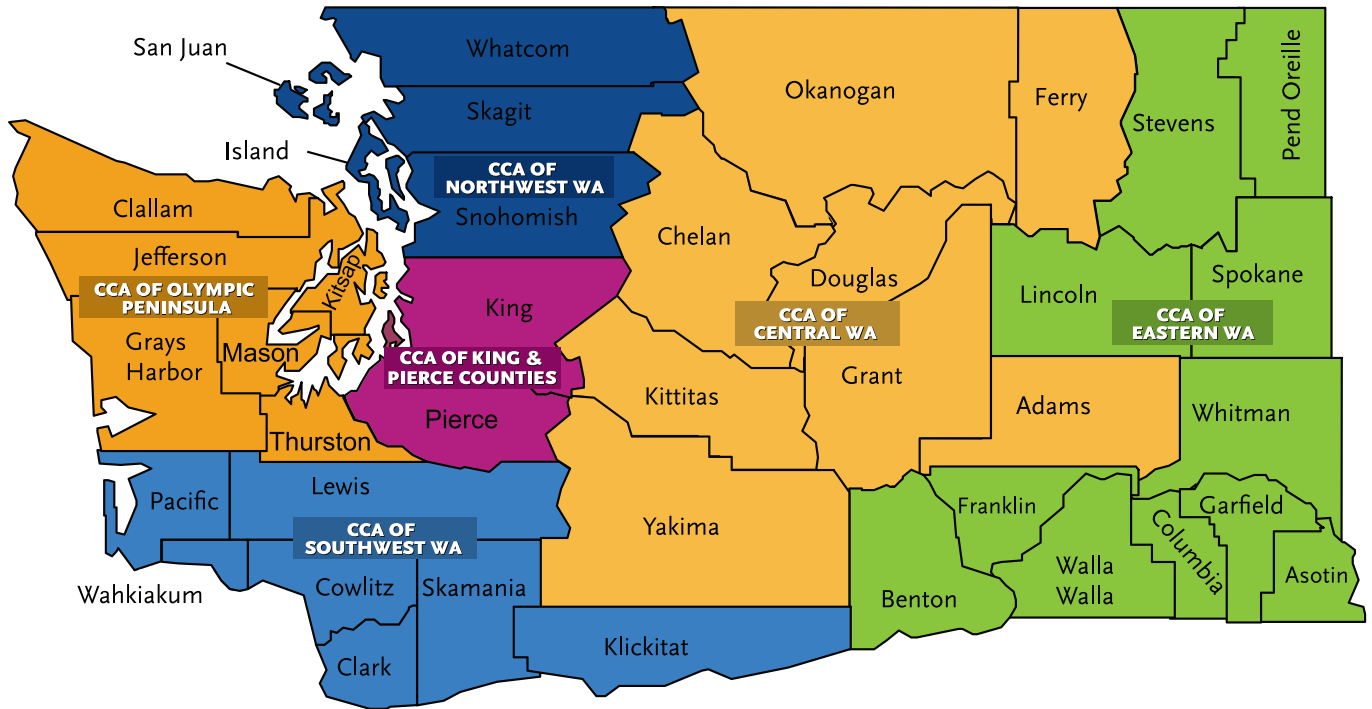 San Juan
Whatcom
Okanogan
Ferry
Stevens
Pend Oreille
Skagit
Island
CCA OF
NORTHWEST WA
Snohomish
Clallam
Chelan
Jefferson
Kitsap
CCA OF OLYMPIC
PENINSULA
King
Douglas
Lincoln
Spokane
CCA OF
CENTRAL WA
CCA OF
EASTERN WA
Grays
Harbor
Mason
CCA OF KING &
PIERCE COUNTIES
Kittitas
Grant
Adams
Whitman
Thurston
Pierce
Pacific
Lewis
Yakima
Franklin
Columbia
Garfield
CCA OF
SOUTHWEST WA
Wahkiakum
Cowlitz
Skamania
Benton
Walla
Walla
Asotin
Clark
Klickitat